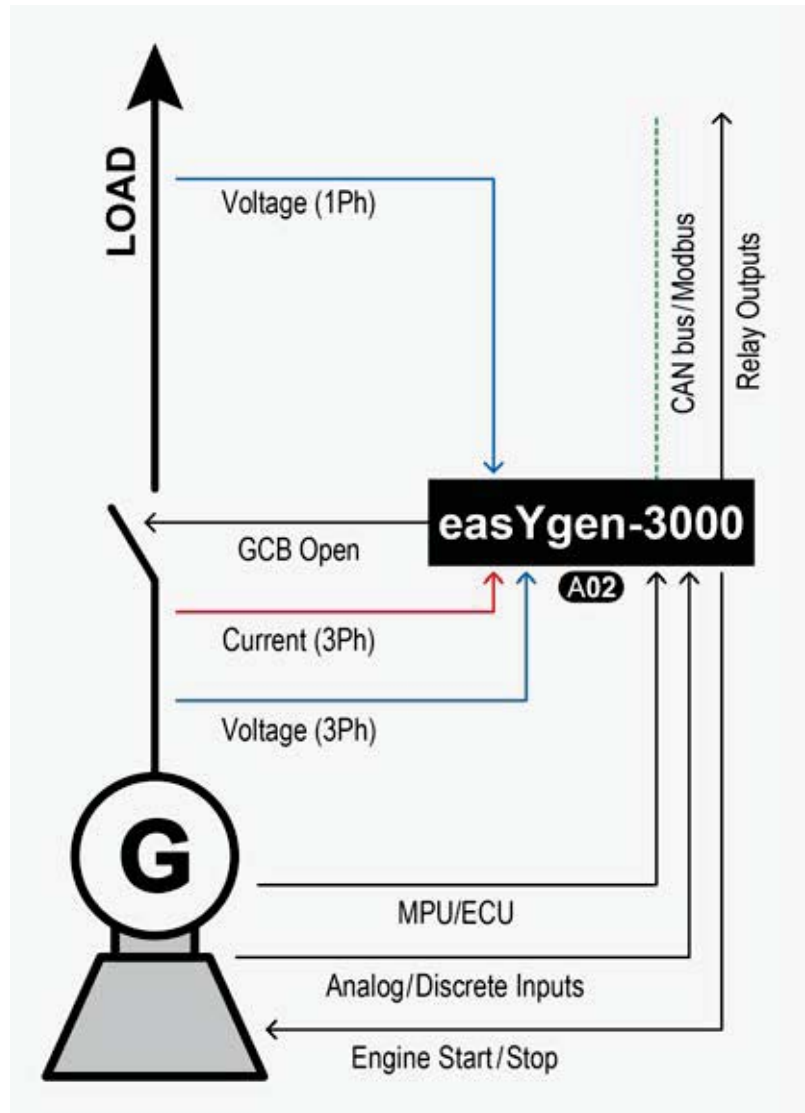 LOAD
Voltage (1Ph)
CAN bus/Modbus
Relay Outputs
easYgen-3000
GCB Open
A02
Current (3Ph)
Voltage (3Ph)
G
MPU/ECU
Analog/Discrete Inputs
Engine Start/Stop